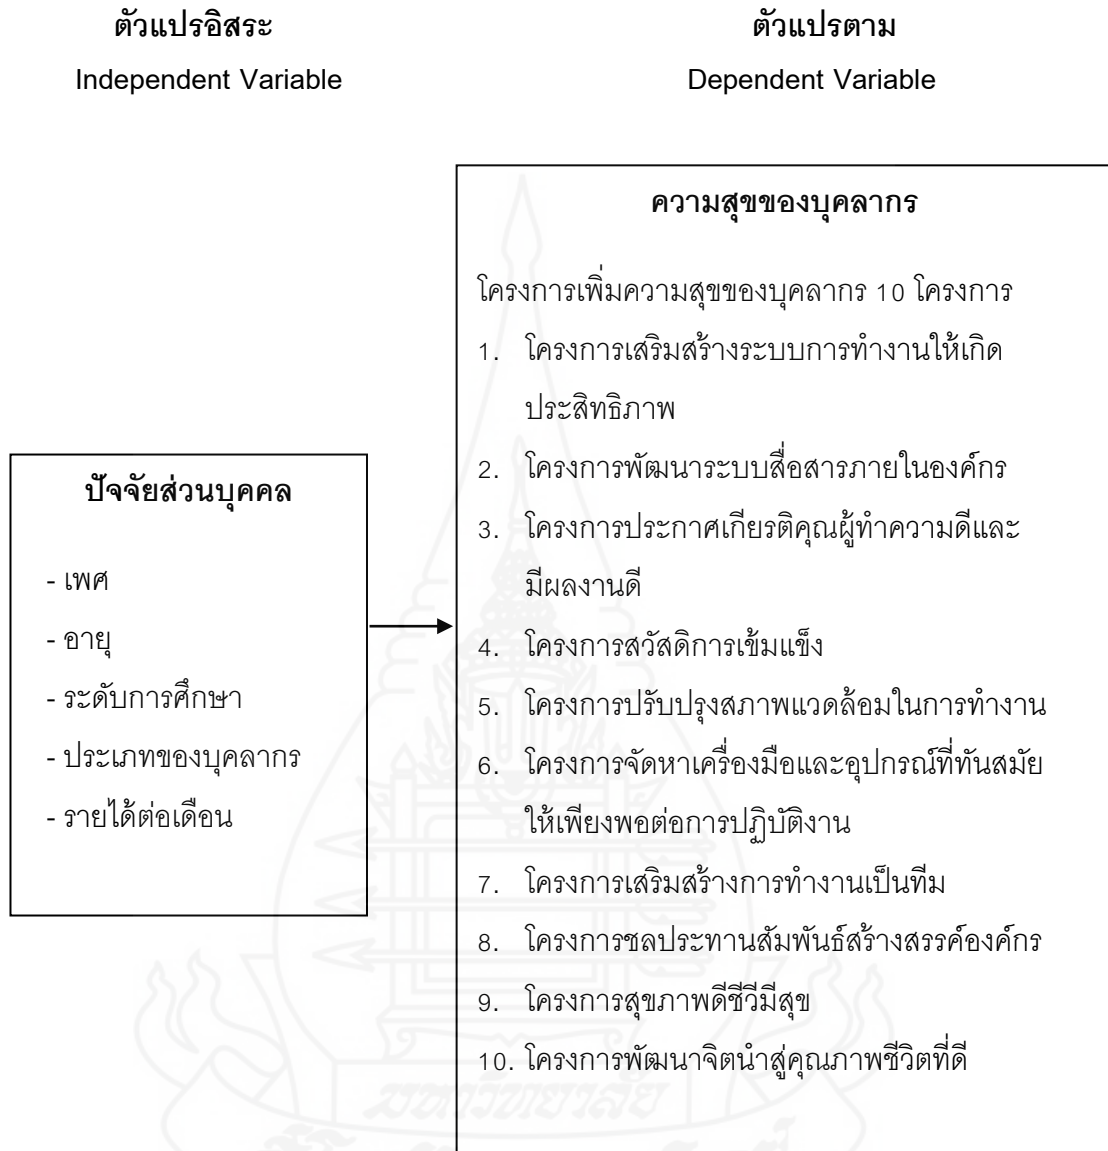 ตัวแปรอิสระ
Independent Variable
ตัวแปรตาม
Dependent Variable
ปัจจัยส่วนบุคคล
- เพศ
- อายุ
- ระดับการศึกษา
- ประเภทของบุคลากร
- รายได้ต่อเดือน
ความสุขของบุคลากร
โครงการเพิ่มความสุขของบุคลากร 10 โครงการ
1. โครงการเสริมสร้างระบบการทำงานให้เกิด
ประสิทธิภาพ
2. โครงการพัฒนาระบบสื่อสารภายในองค์กร
3. โครงการประกาศเกียรติคุณผู้ทำความดีและ
มีผลงานดี
4. โครงการสวัสดิการเข้มแข็ง
5. โครงการปรับปรุงสภาพแวดล้อมในการทำงาน
6. โครงการจัดหาเครื่องมือและอุปกรณ์ที่ทันสมัย
ให้เพียงพอต่อการปฏิบัติงาน
7. โครงการเสริมสร้างการทำงานเป็นทีม
8. โครงการชลประทานสัมพันธ์สร้างสรรค์องค์กร
9. โครงการสุขภาพดีชีวีมีสุข
10. โครงการพัฒนาจิตนำสู่คุณภาพชีวิตที่ดี
มหาวิทยาลัย